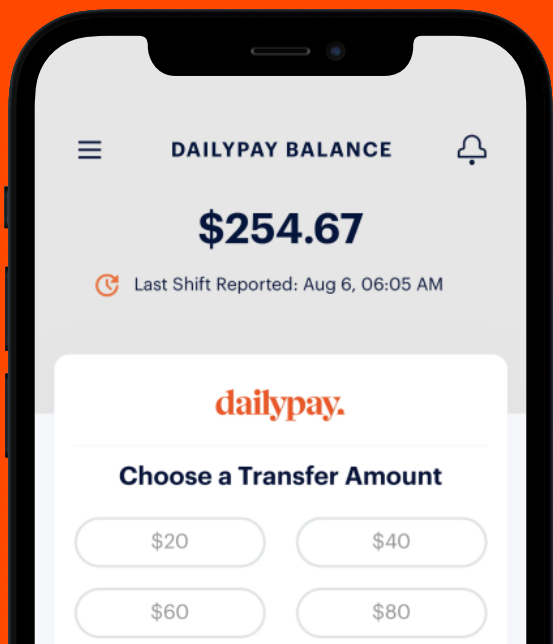 DAILYPAY BALANCE
$254.67
Last Shift Reported: Aug 6, 06:05 AM
dailypay.
Choose a Transfer Amount
$20 $40
$60 $80